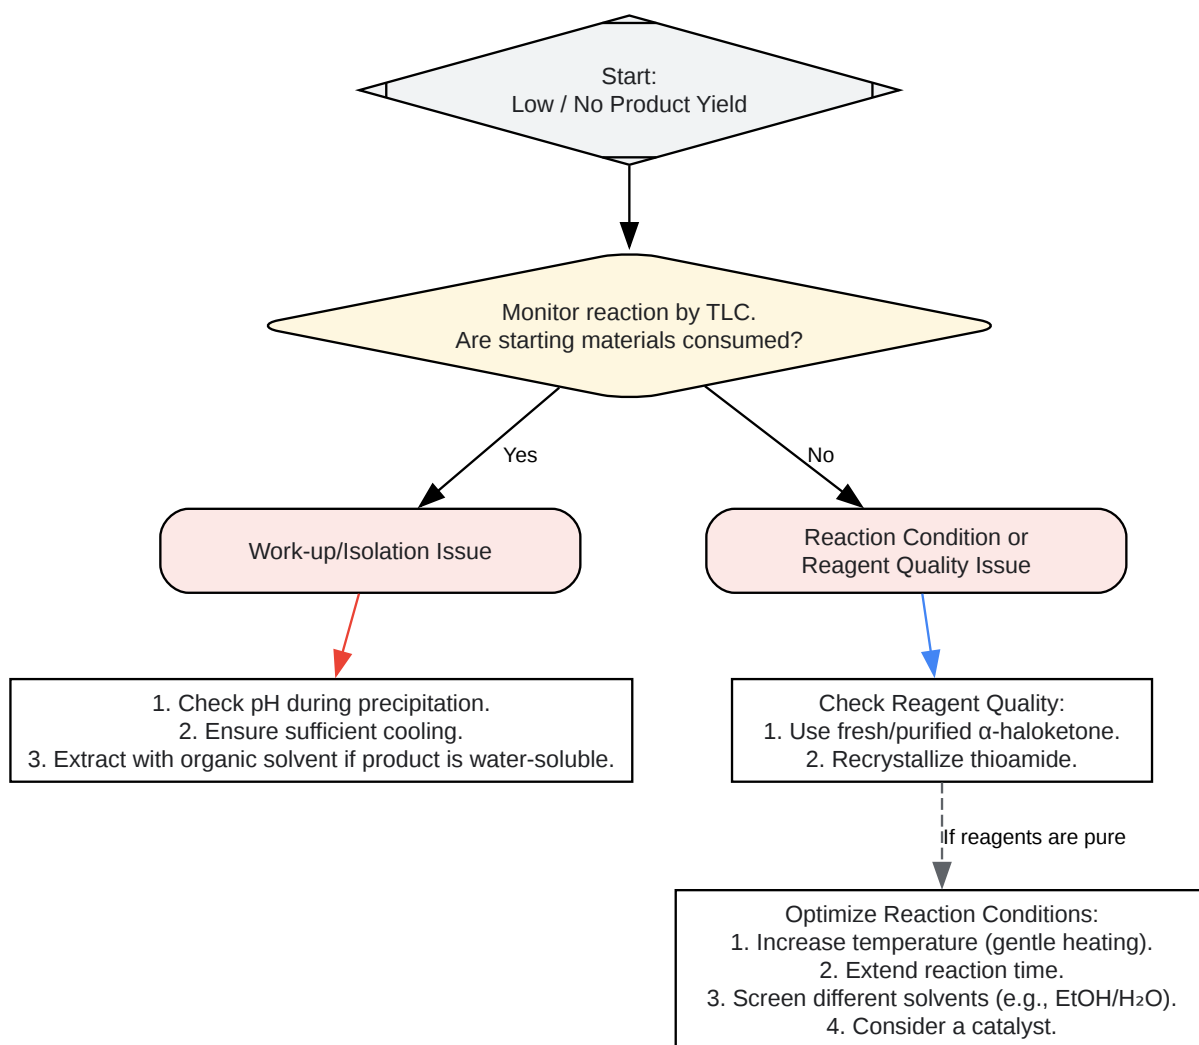 Start:
Low / No Product Yield
Monitor reaction by TLC.
Are starting materials consumed?
Yes
No
Work-up/Isolation Issue
Reaction Condition or
Reagent Quality Issue
1. Check pH during precipitation.
2. Ensure sufficient cooling.
3. Extract with organic solvent if product is water-soluble.
Check Reagent Quality:
1. Use fresh/purified α-haloketone.
2. Recrystallize thioamide.
If reagents are pure
Optimize Reaction Conditions:
1. Increase temperature (gentle heating).
2. Extend reaction time.
3. Screen different solvents (e.g., EtOH/H₂O).
4. Consider a catalyst.